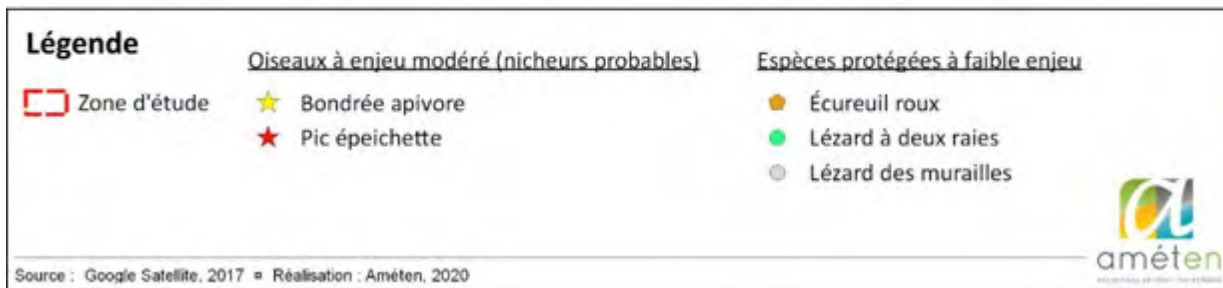 Légende
Zone d'étude
Oiseaux à enjeu modéré (nicheurs probables)
Bondrée apivore
Pic épeichette
Espèces protégées à faible enjeu
Écureuil roux
Lézard à deux raies
Lézard des murailles
améten
Source : Google Satellite, 2017 ¤ Réalisation : Améten, 2020